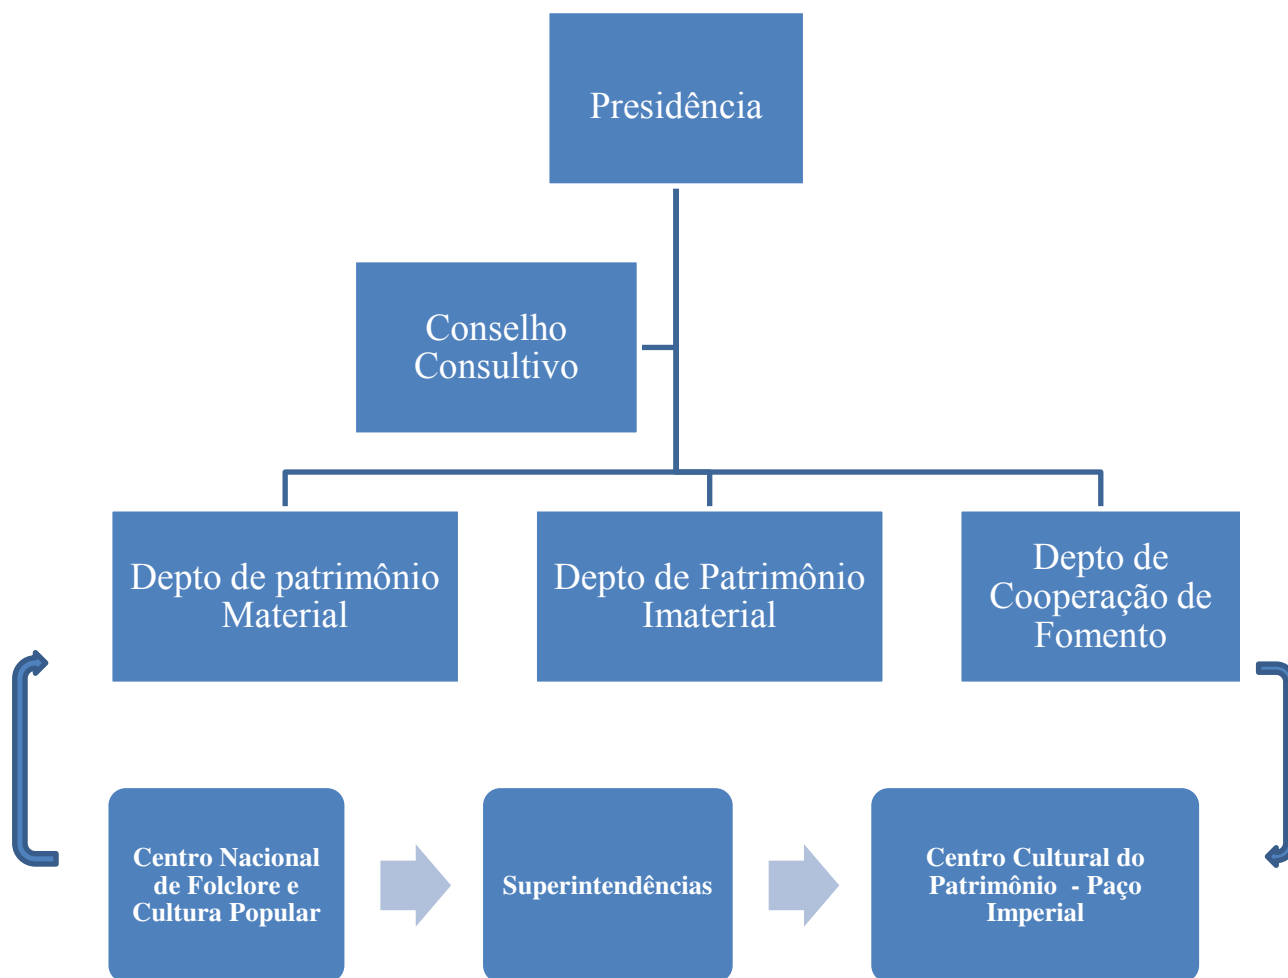 Presidência
Conselho
Consultivo
Depto de patrimônio
Material
Depto de Patrimônio
Imaterial
Depto de
Cooperação de
Fomento
Centro Nacional
de Folclore e
Cultura Popular
Superintendências
Centro Cultural do
Patrimônio - Paço
Imperial